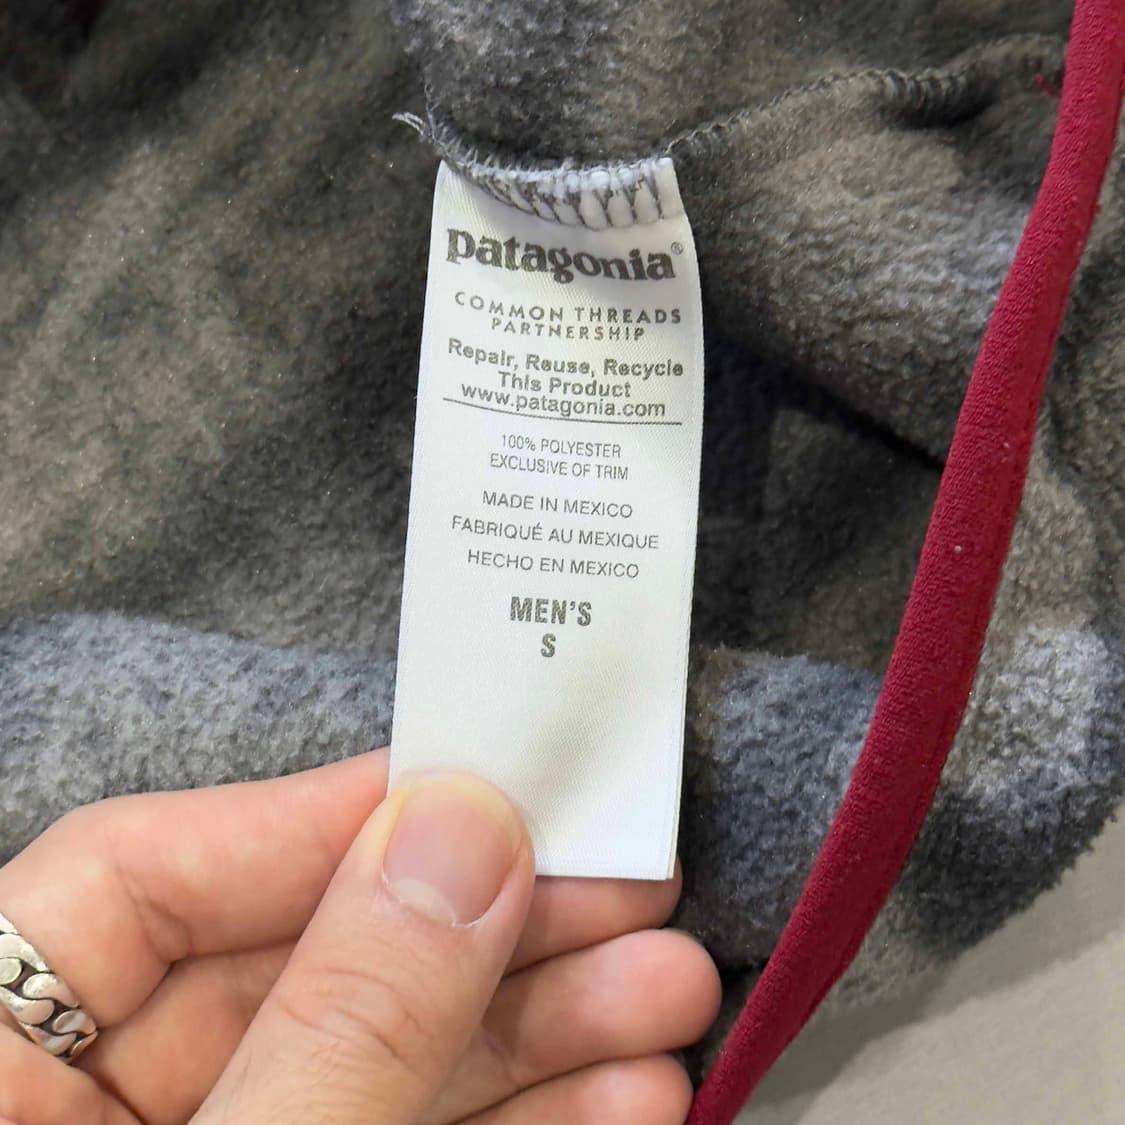 patagonia®
COMMON THREADS
PARTNERSHIP
Repair, Reuse, Recycle
This Product
www.patagonia.com
100% POLYESTER
EXCLUSIVE OF TRIM
MADE IN MEXICO
FABRIQUÉ AU MEXIQUE
HECHO EN MEXICO
MEN'S
S